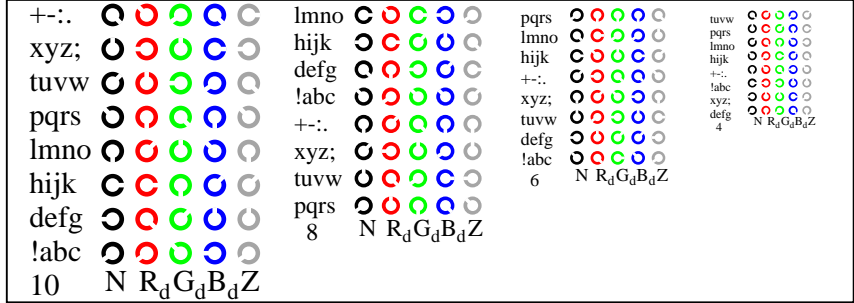 +-:.
xyz;
tuvw
pqrs
lmno
hijk
defg
!abc
10 N RdGdBdZ
lmno
hijk
defg
!abc
+-:.
xyz;
tuvw
pqrs
8 N RdGdBdZ
pqrs
lmno
hijk
+-:.
xyz;
tuvw
defg
!abc
6 N RdGdBdZ
tuvw
pqrs
lmno
hijk
+-:.
!abc
xyz;
defg
N RdGdBdZ
4